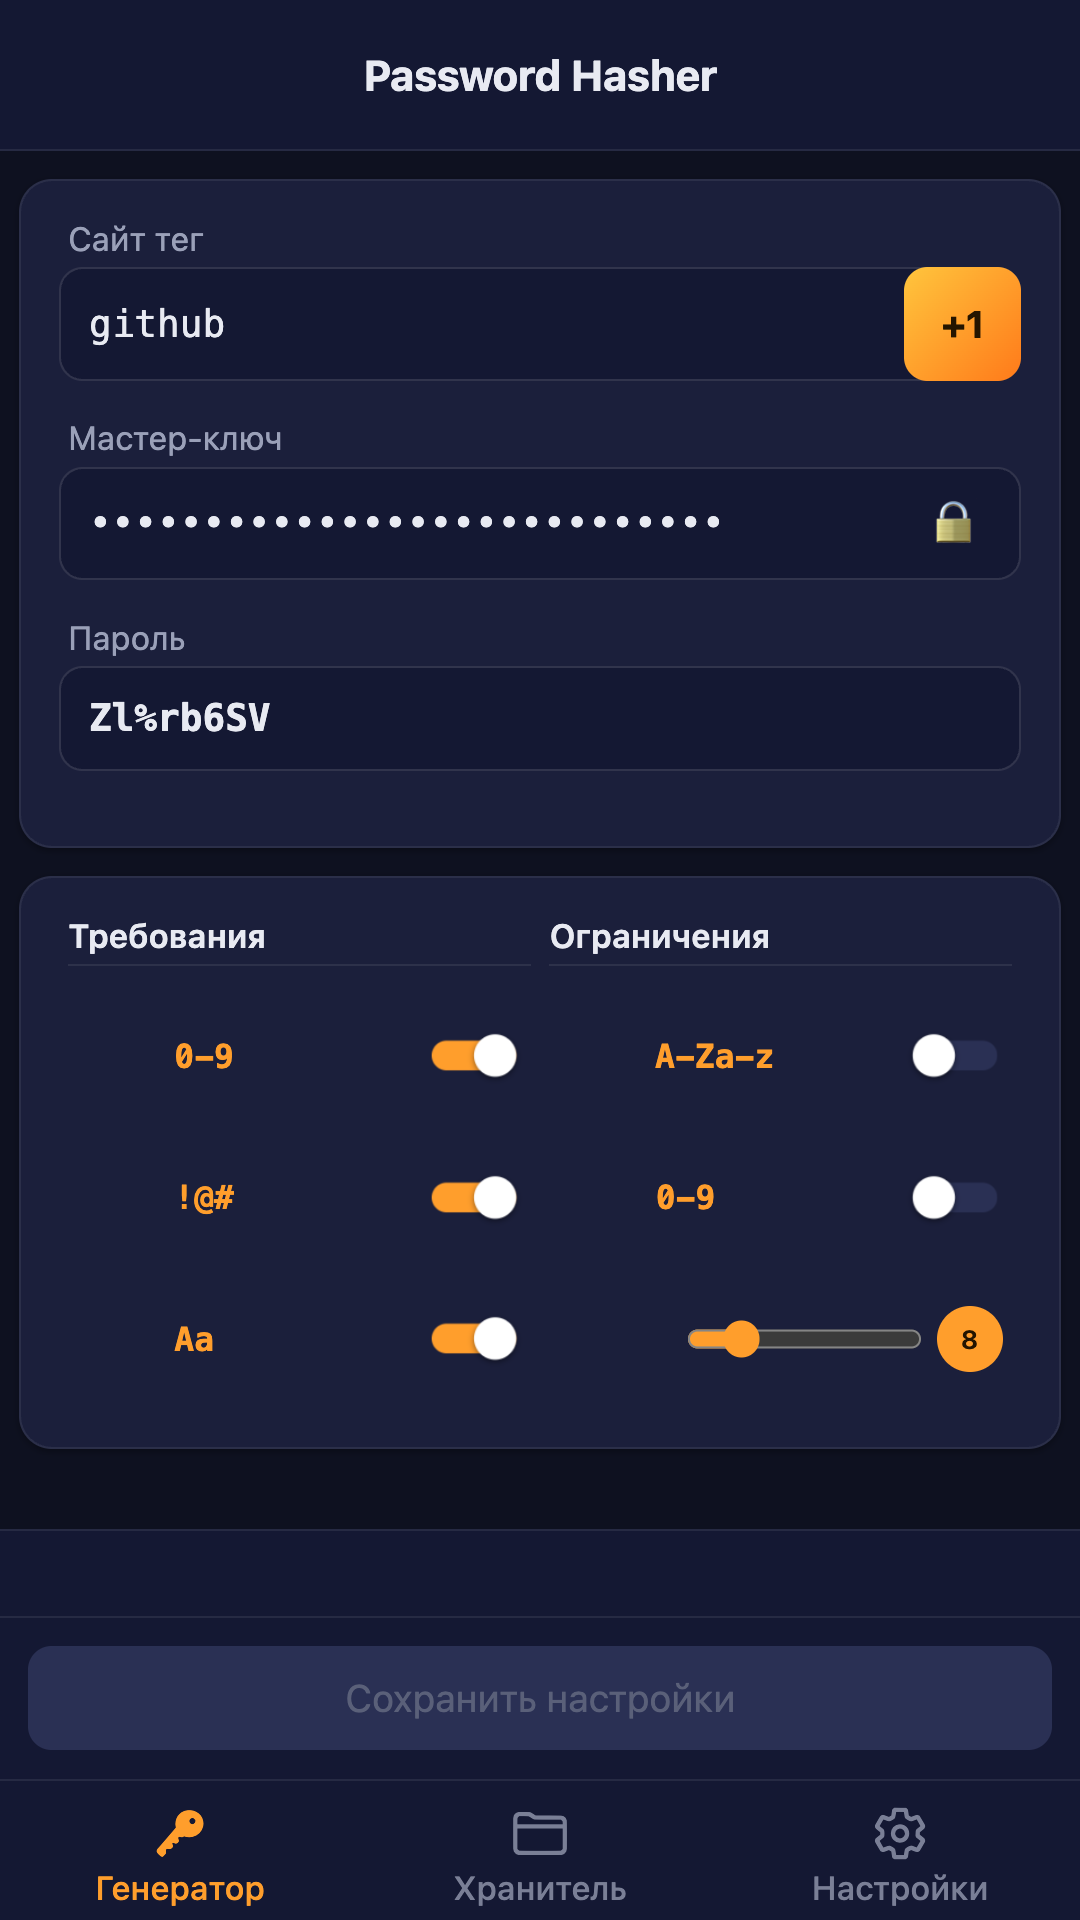 Password Hasher
Сайт тег
github
+1
Мастер-ключ
••••••••••••••••••••••••••••
Пароль
Zl%rb6SV
Требования Ограничения
0–9 A–Za–z
!@# 0–9
Aa 8
Сохранить настройки
Генератор Хранитель Настройки